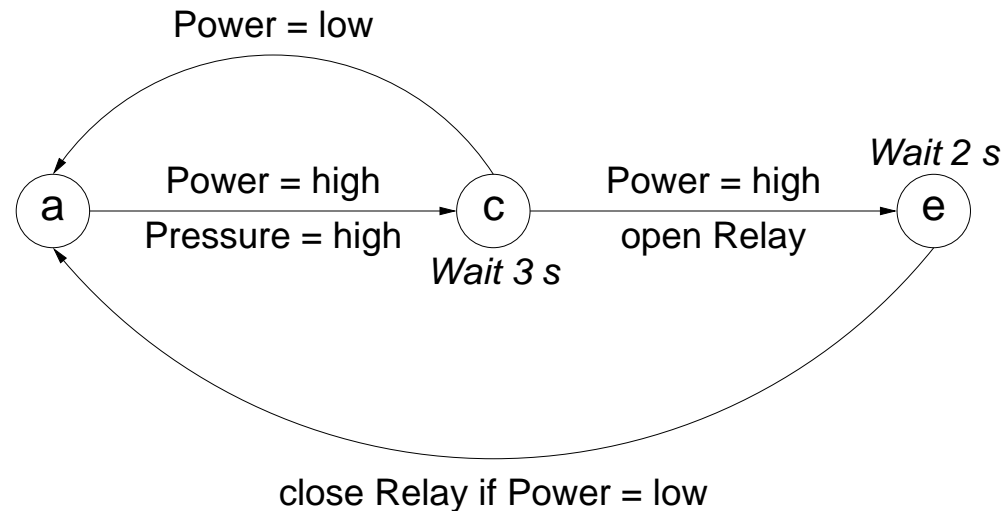 Power = low
Wait 2 s
a
Power = high
Pressure = high
c
Wait 3 s
Power = high
open Relay
e
close Relay if Power = low